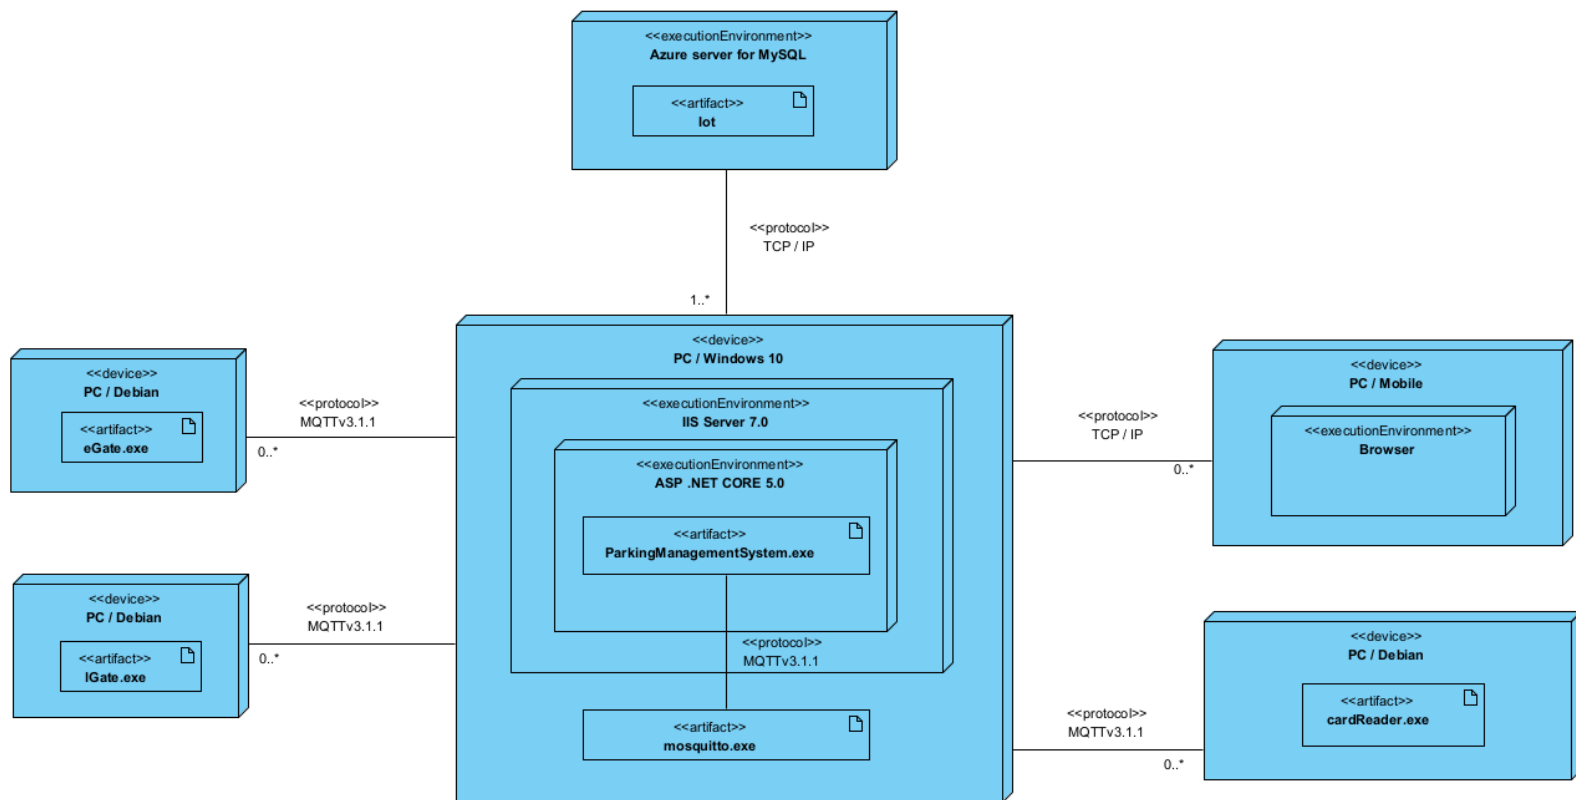 <<executionEnvironment>>
Azure server for MySQL
<<artifact>>
Iot
<<protocol>>
TCP / IP
1..*
<<device>>
PC / Debian
<<artifact>>
eGate.exe
<<protocol>>
MQTTv3.1.1
0..*
<<device>>
PC / Debian
<<artifact>>
IGate.exe
<<protocol>>
MQTTv3.1.1
0..*
<<device>>
PC / Windows 10
<<executionEnvironment>>
IIS Server 7.0
<<executionEnvironment>>
ASP .NET CORE 5.0
<<artifact>>
ParkingManagementSystem.exe
<<protocol>>
MQTTv3.1.1
<<artifact>>
mosquitto.exe
<<protocol>>
TCP / IP
0..*
<<device>>
PC / Mobile
<<executionEnvironment>>
Browser
<<protocol>>
MQTTv3.1.1
0..*
<<device>>
PC / Debian
<<artifact>>
cardReader.exe